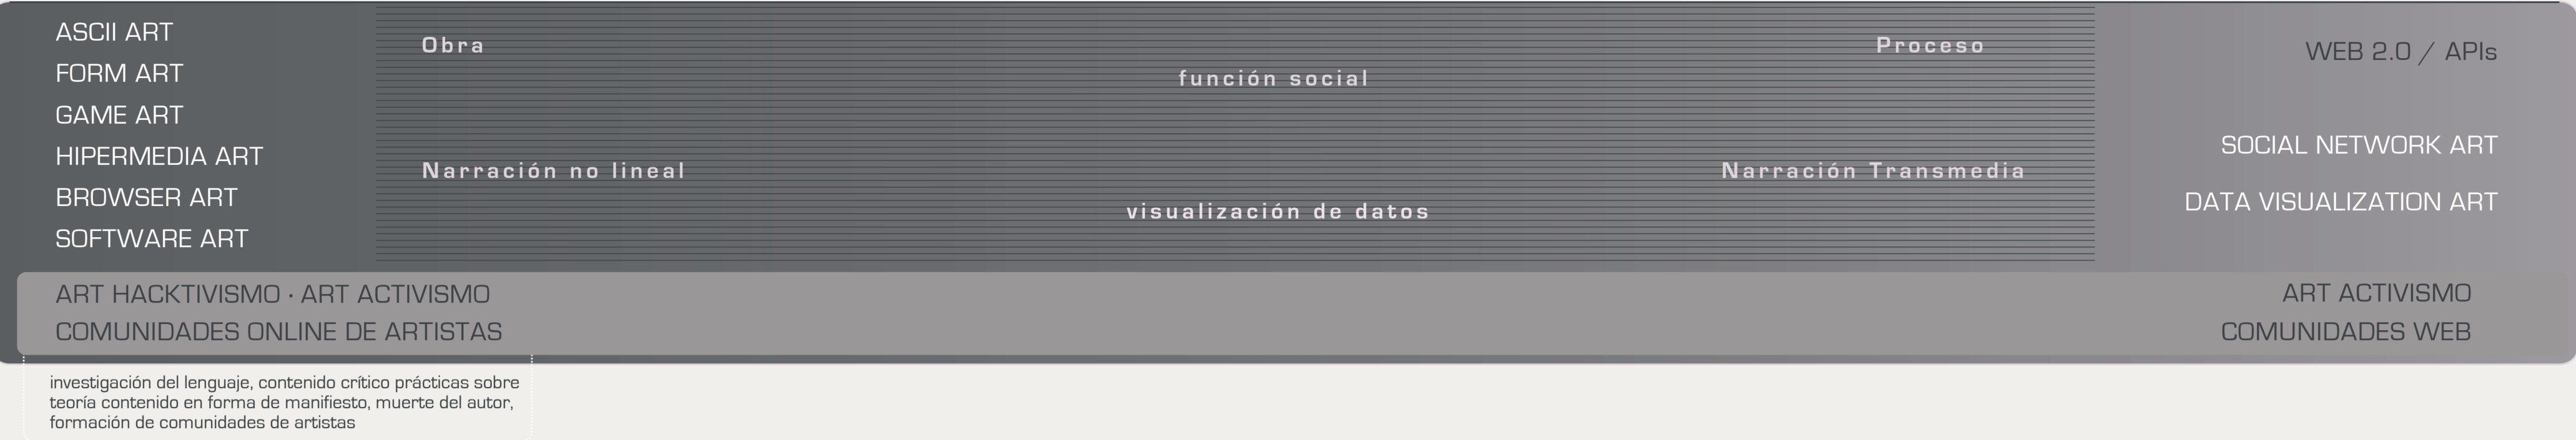 ASCII ART
FORM ART
GAME ART
HIPERMEDIA ART
BROWSER ART
SOFTWARE ART
Obra
Proceso
función social
Narración no lineal
Narración Transmedia
visualización de datos
WEB 2.0 / APIs
SOCIAL NETWORK ART
DATA VISUALIZATION ART
ART HACKTIVISMO · ART ACTIVISMO
COMUNIDADES ONLINE DE ARTISTAS
ART ACTIVISMO
COMUNIDADES WEB
investigación del lenguaje, contenido crítico prácticas sobre
teoría contenido en forma de manifiesto, muerte del autor,
formación de comunidades de artistas